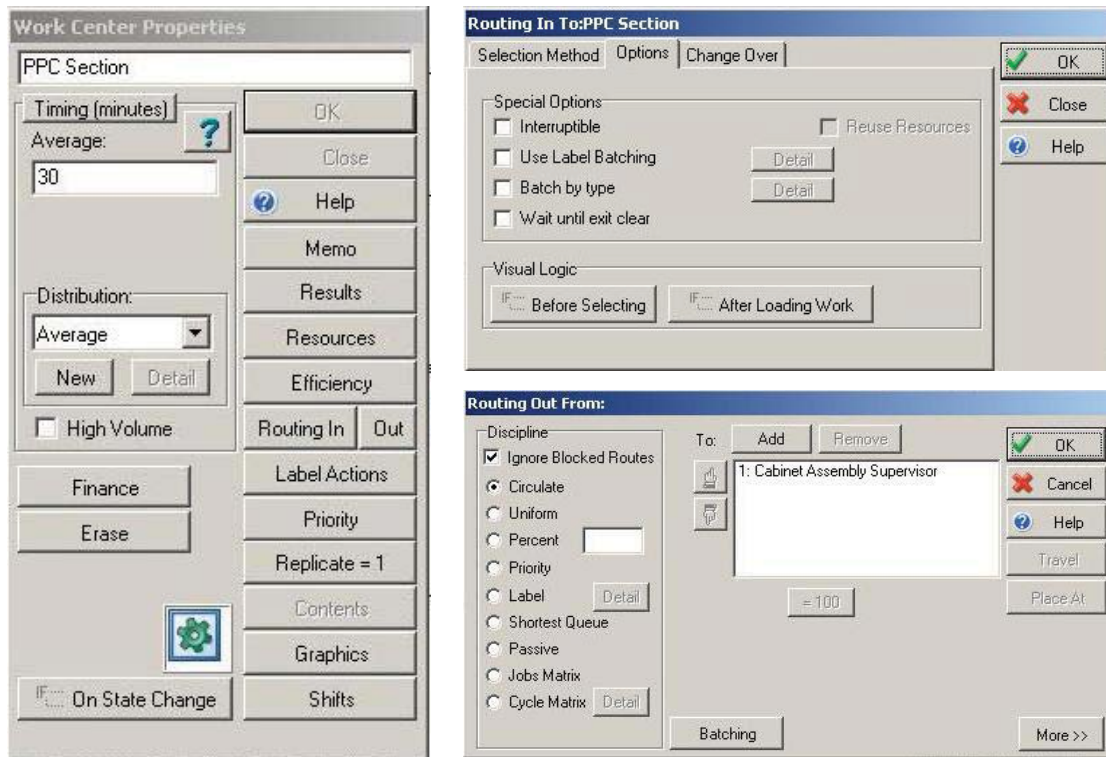 Work Center Properties
PPC Section
Timing (minutes)
Average:
30
Distribution:
Average
New Detail
High Volume
Finance
Erase
IF On State Change
OK
Close
Help
Memo
Results
Resources
Efficiency
Routing In Out
Label Actions
Priority
Replicate = 1
Contents
Graphics
Shifts
Routing In To:PPC Section
Selection Method Options Change Over
Special Options
Interruptible Reuse Resources
Use Label Batching Detail
Batch by type Detail
Wait until exit clear
Visual Logic
IF Before Selecting IF After Loading Work
OK
Close
Help
Routing Out From:
Discipline
Ignore Blocked Routes
Circulate
Uniform
Percent
Priority
Label Detail
Shortest Queue
Passive
Jobs Matrix
Cycle Matrix Detail
To: Add Remove
1: Cabinet Assembly Supervisor
= 100
Batching
OK
Cancel
Help
Travel
Place At
More >>